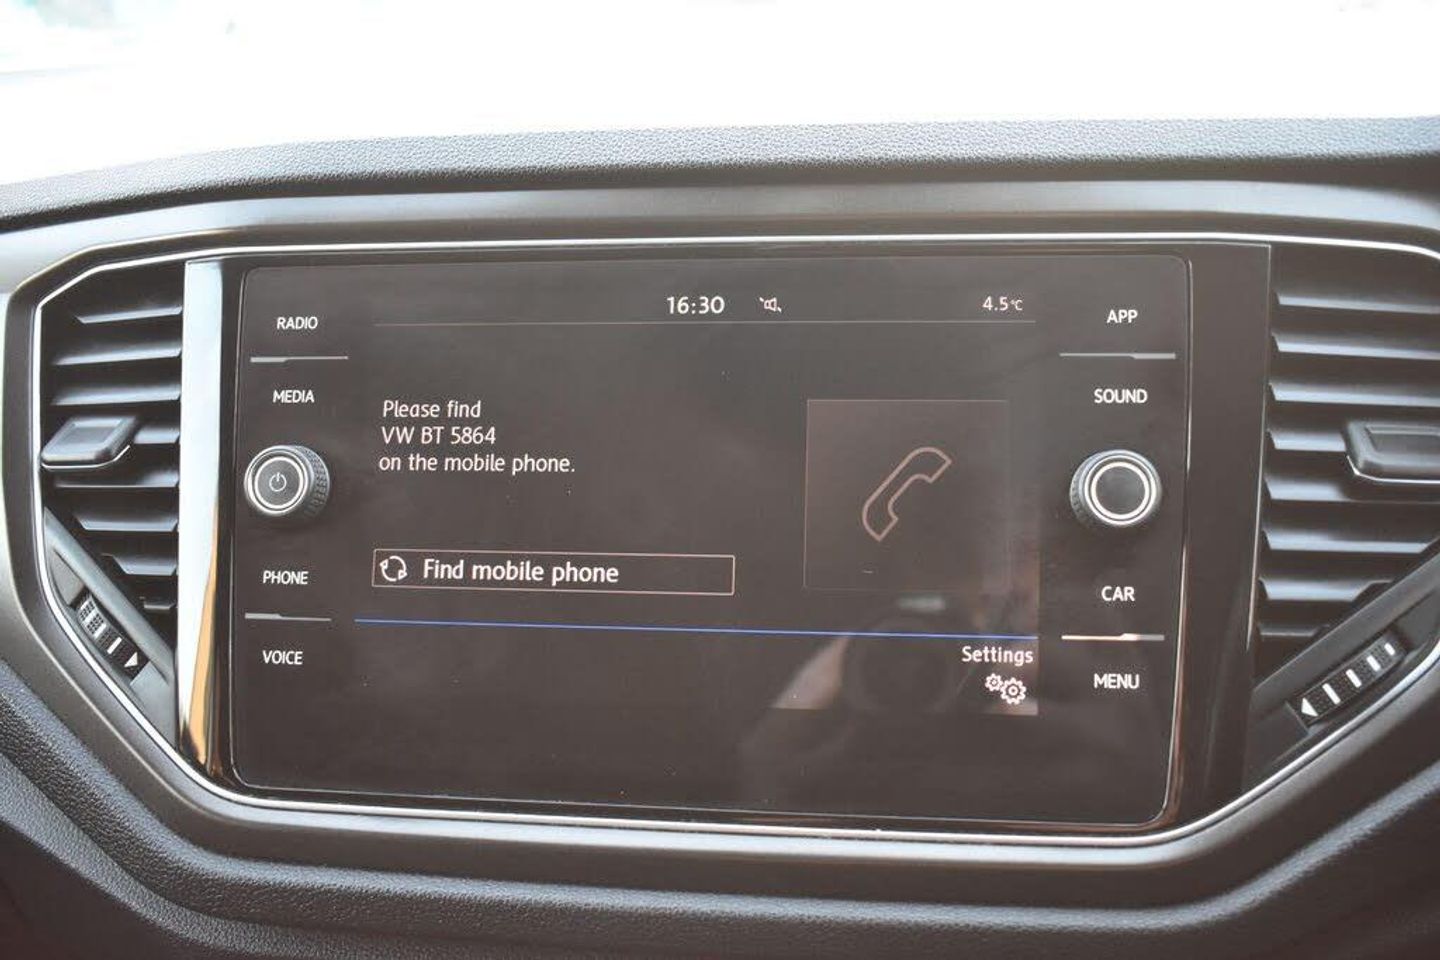 16:30
4.5°C
RADIO
MEDIA
PHONE
VOICE
Please find
VW BT 5864
on the mobile phone.
Find mobile phone
Settings
APP
SOUND
CAR
MENU